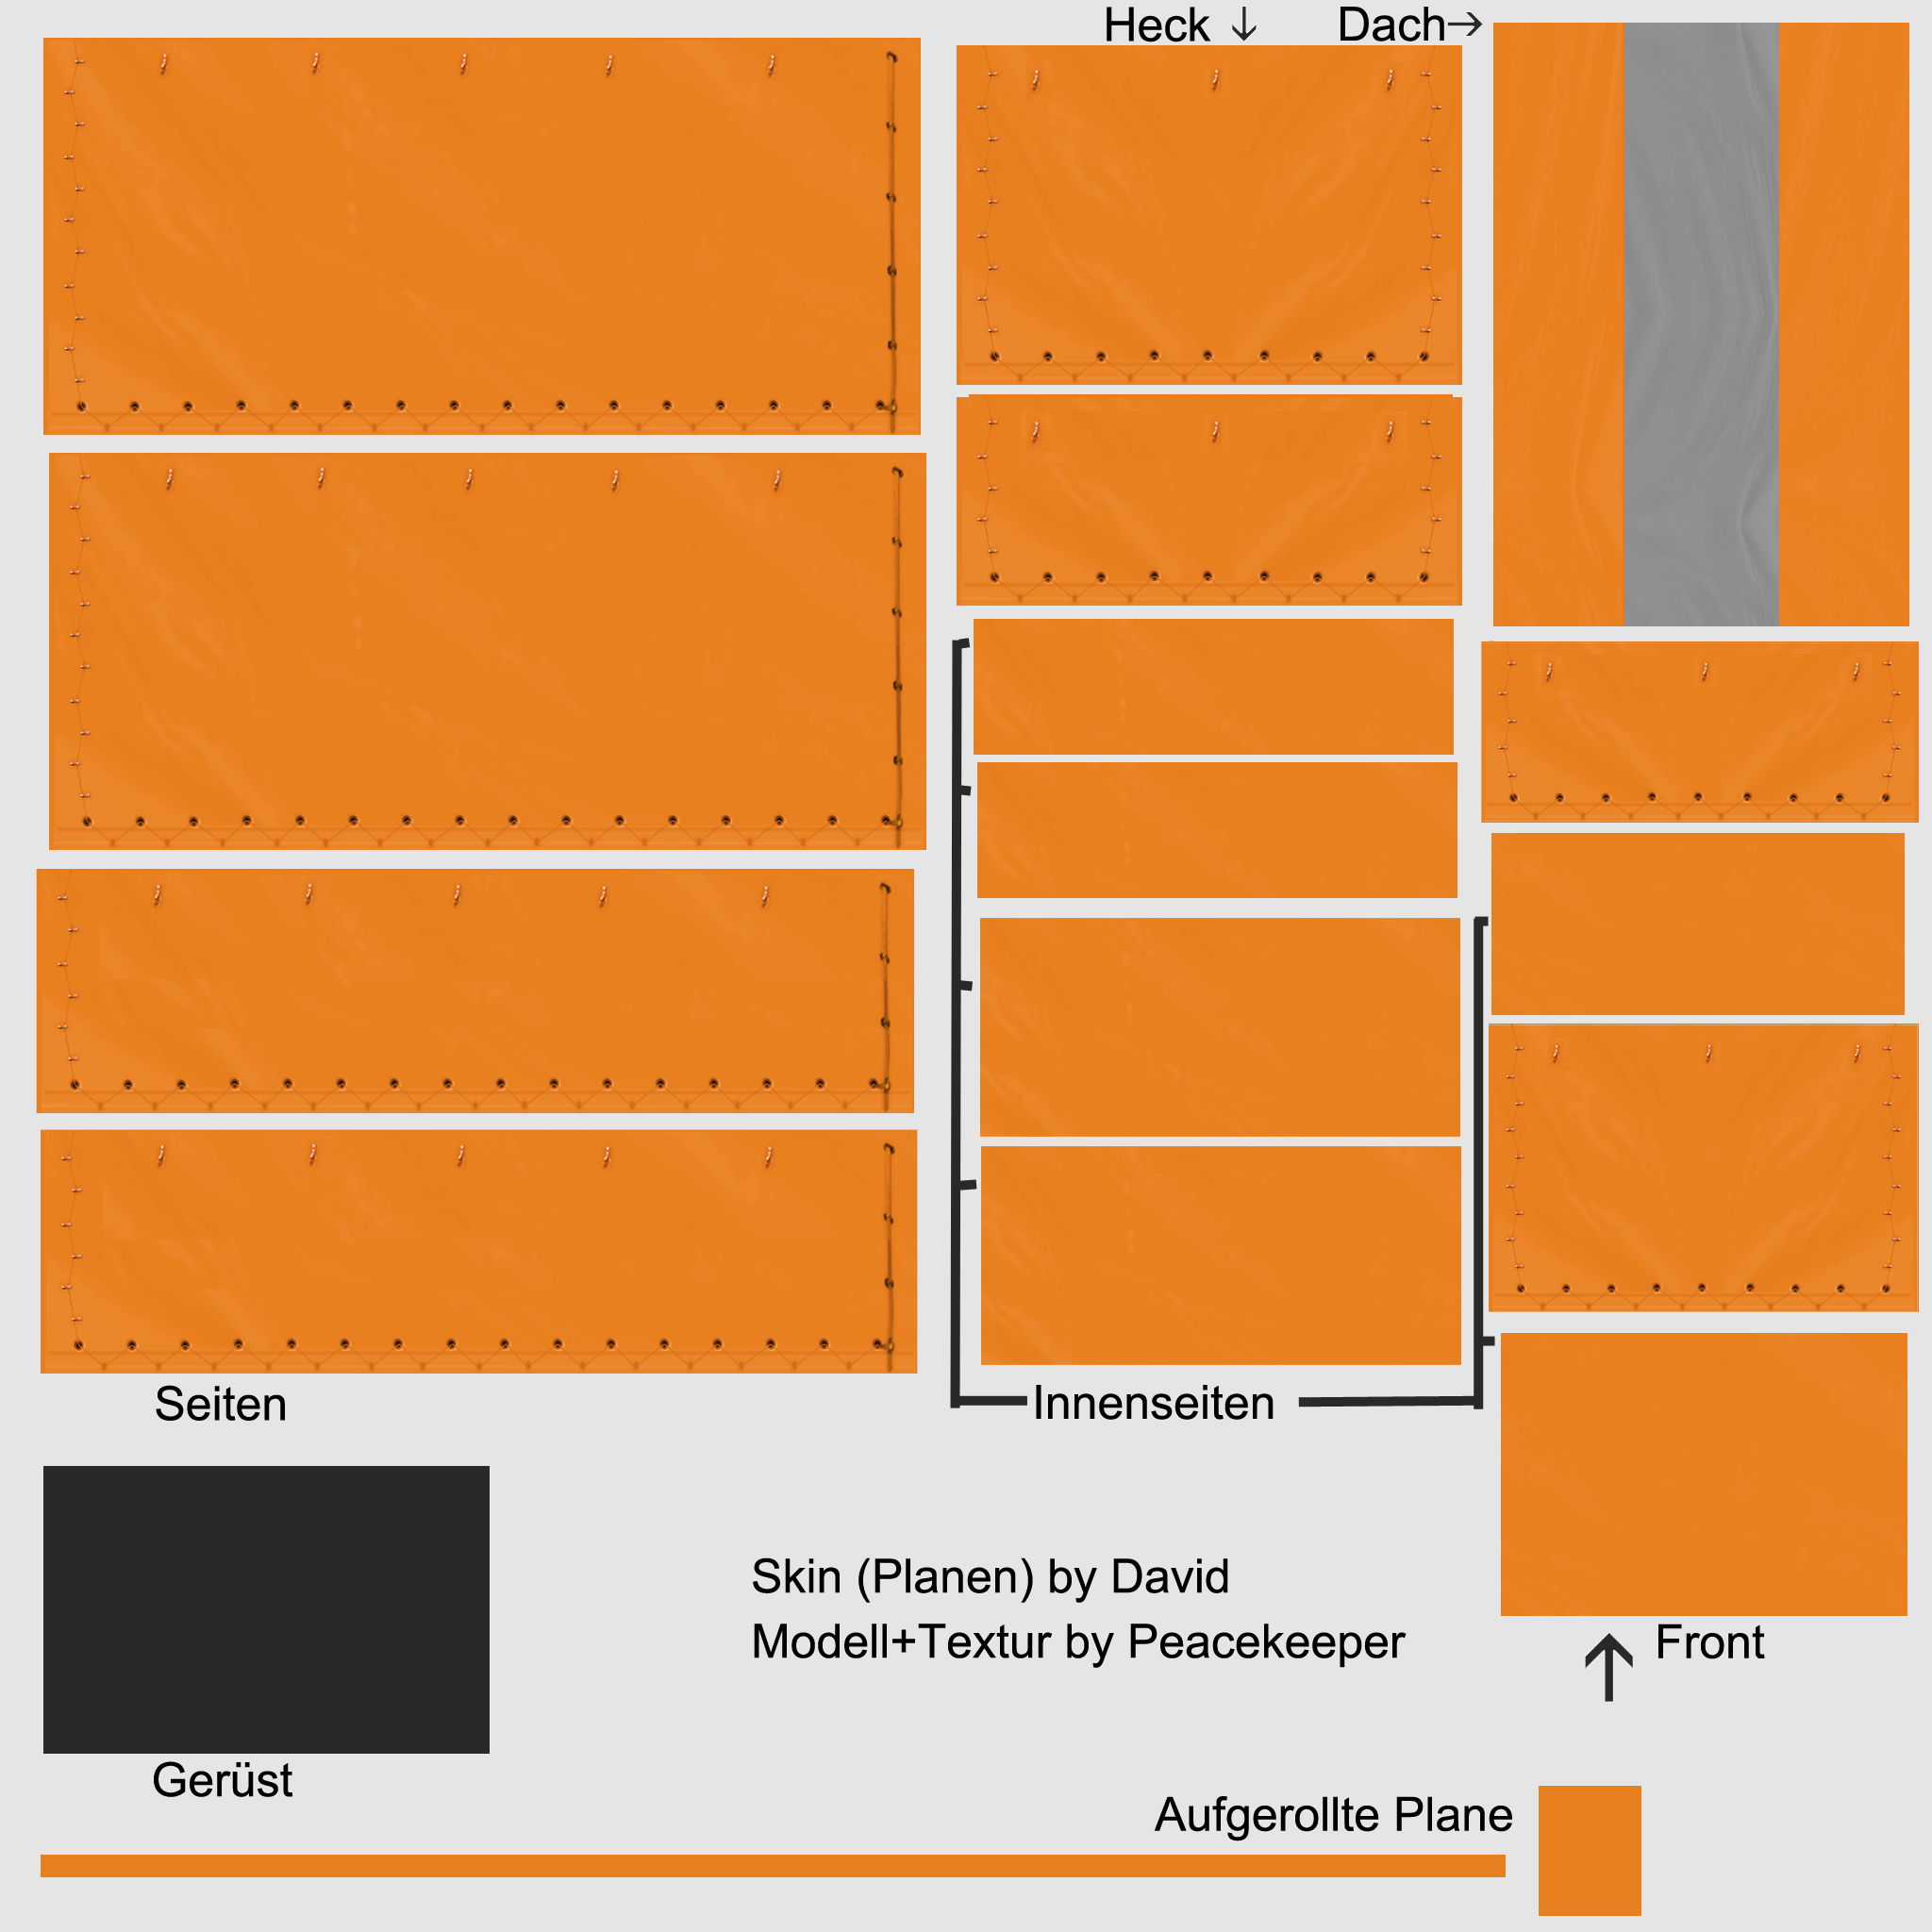 Heck ↓
Dach→
Seiten
Innenseiten
Skin (Planen) by David
Modell+Textur by Peacekeeper
Front
Gerüst
Aufgerollte Plane